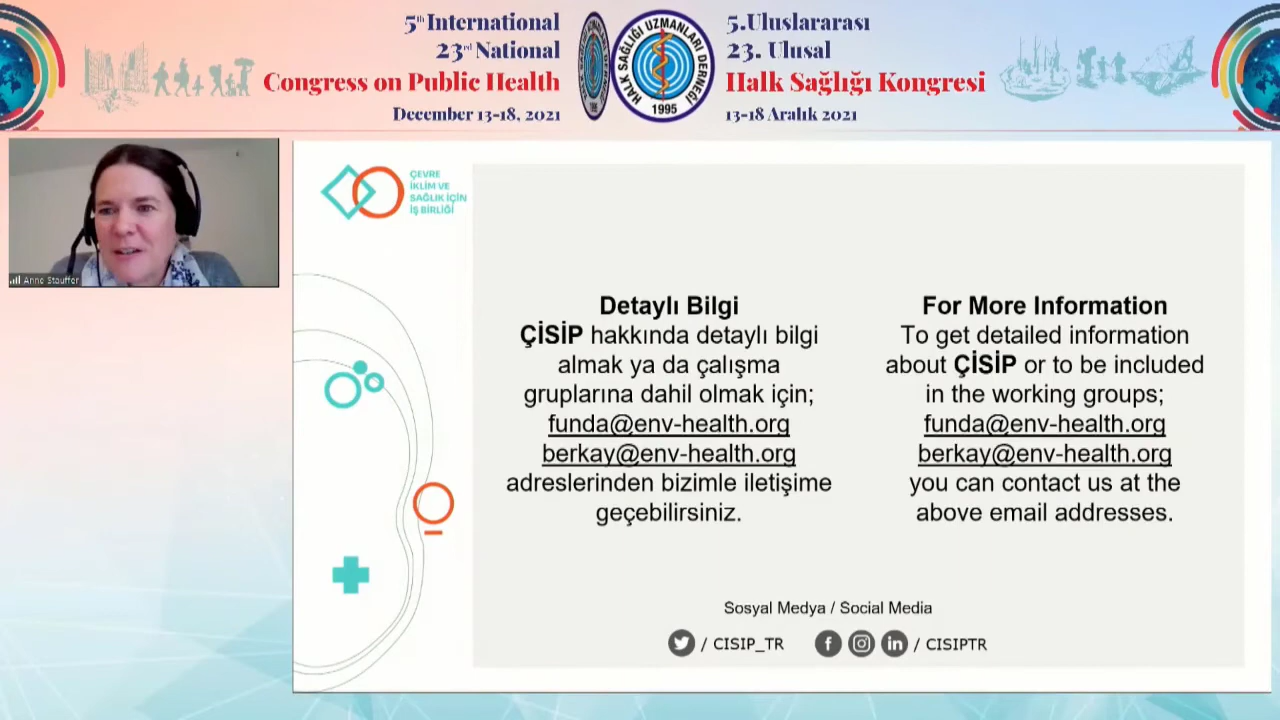 5th International
23rd National
Congress on Public Health
December 13-18, 2021
HALK SAĞLIĞI UZMANLARI DERNEĞİ
1995
5.Uluslararası
23. Ulusal
Halk Sağlığı Kongresi
13-18 Aralık 2021
Anne Stauffer
ÇEVRE
İKLİM VE
SAĞLIK İÇİN
İŞ BİRLİĞİ
Detaylı Bilgi
ÇİSİP hakkında detaylı bilgi
almak ya da çalışma
gruplarına dahil olmak için;
funda@env-health.org
berkay@env-health.org
adreslerinden bizimle iletişime
geçebilirsiniz.
For More Information
To get detailed information
about ÇİSİP or to be included
in the working groups;
funda@env-health.org
berkay@env-health.org
you can contact us at the
above email addresses.
Sosyal Medya / Social Media
/ CISIP_TR
/ CISIPTR